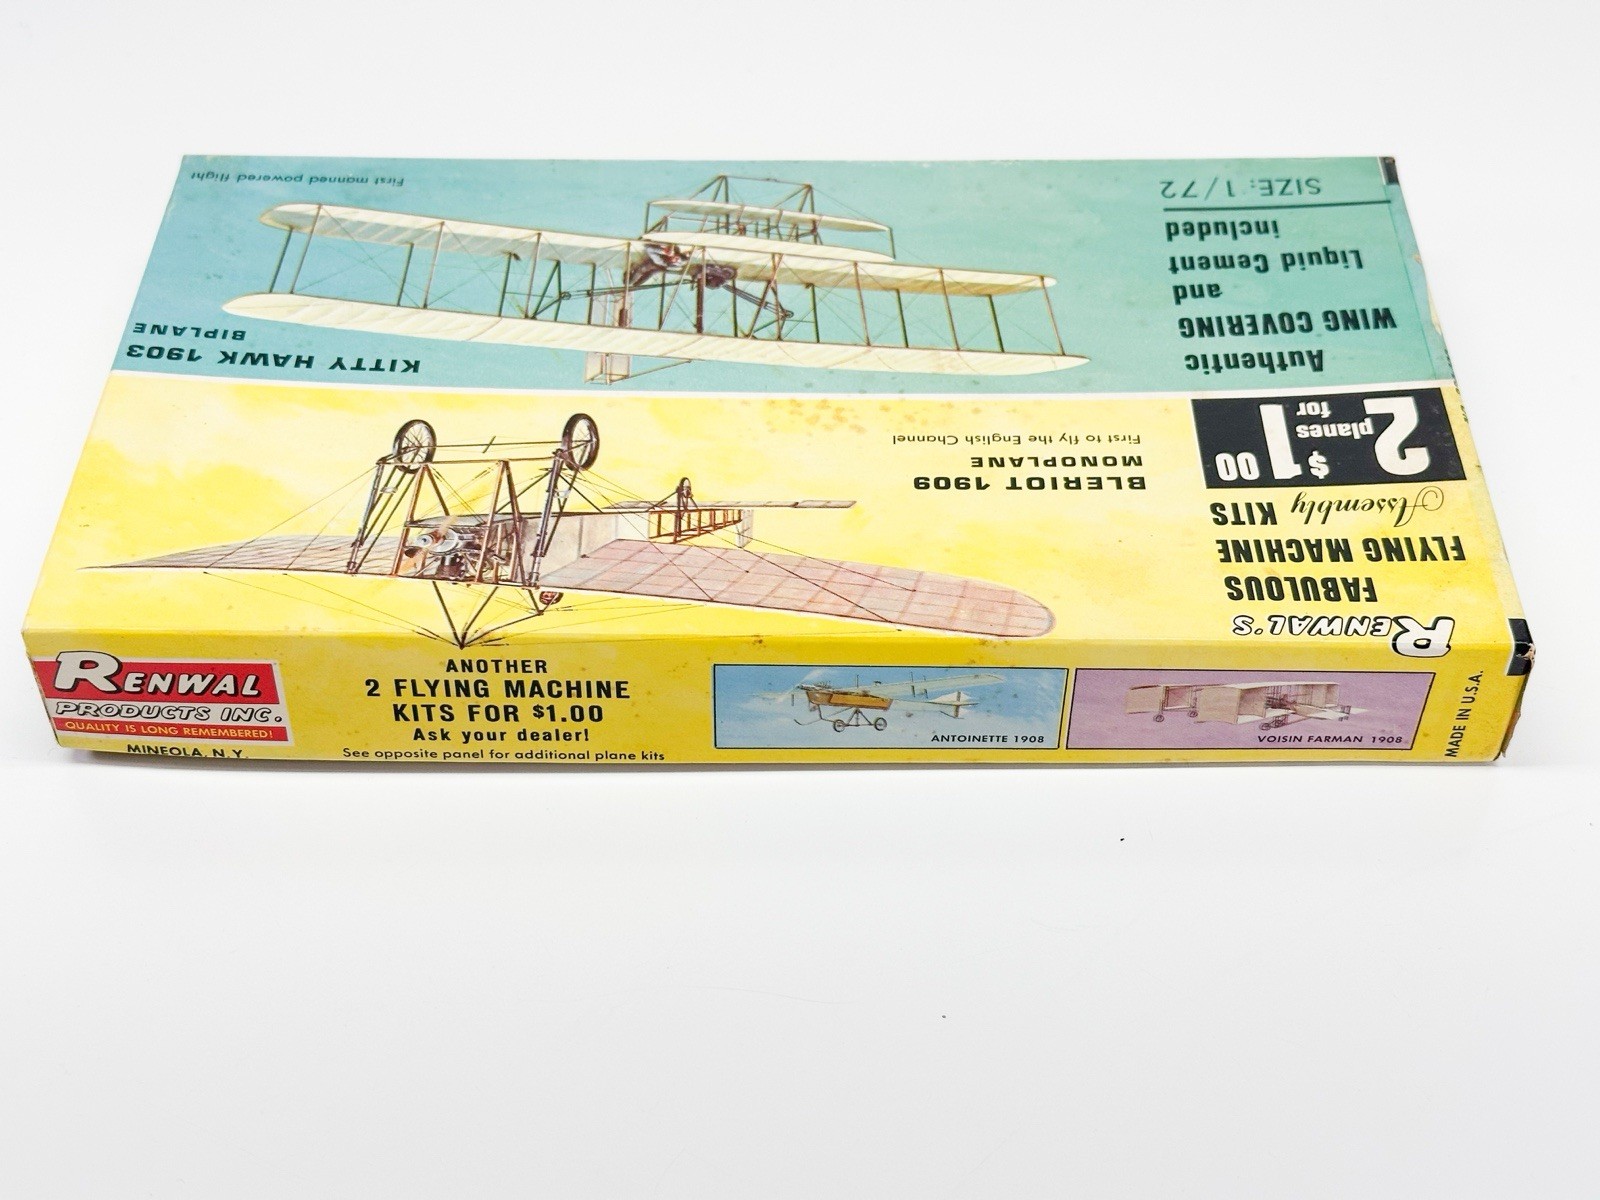 RENWAL'S
FABULOUS
FLYING MACHINE
Assembly KITS
2 planes for $1.00
Authentic
WING COVERING
and
Liquid Cement
included
SIZE: 1/72
BLERIOT 1909
MONOPLANE
First to fly the English Channel
KITTY HAWK 1903
BIPLANE
First manned powered flight
RENWAL
PRODUCTS INC.
QUALITY IS LONG REMEMBERED!
MINEOLA, N.Y.
ANOTHER
2 FLYING MACHINE
KITS FOR $1.00
Ask your dealer!
See opposite panel for additional plane kits
ANTOINETTE 1908
VOISIN FARMAN 1908
MADE IN U.S.A.